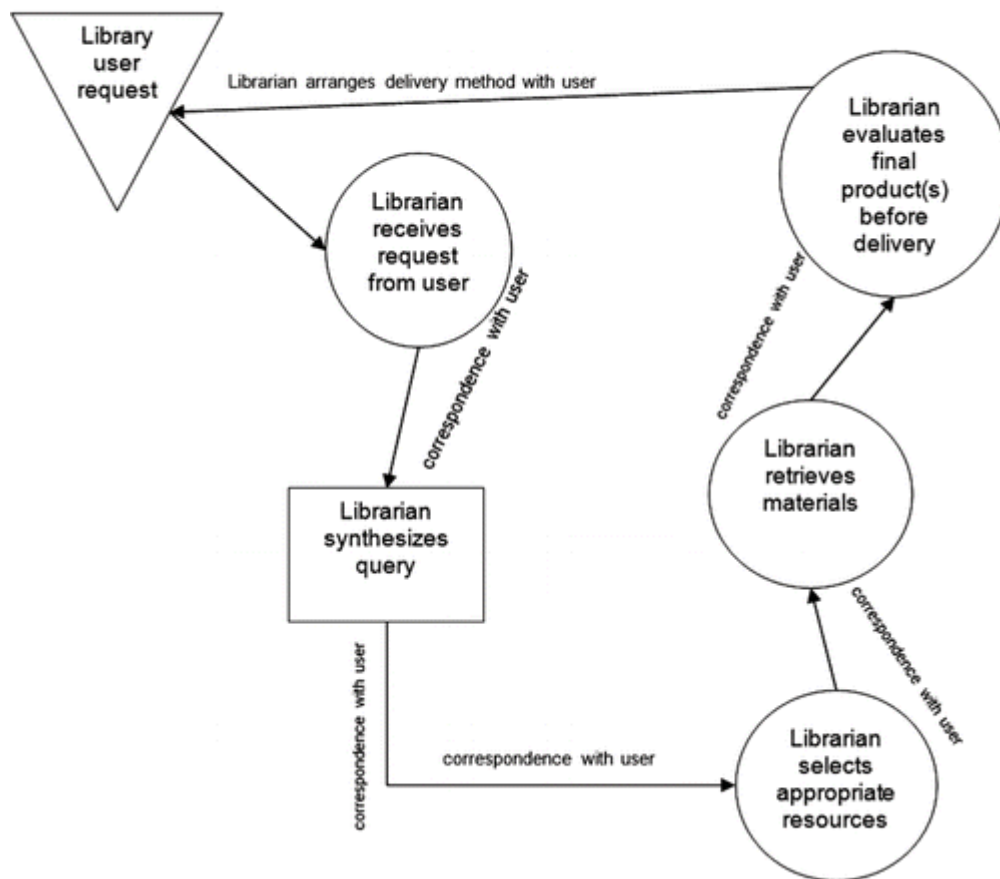 Library
user
request
Librarian arranges delivery method with user
Librarian
evaluates
final
product(s)
before
delivery
Librarian
receives
request
from user
correspondence with user
correspondence with user
Librarian
retrieves
materials
Librarian
synthesizes
query
correspondence with user
correspondence with user
correspondence with user
Librarian
selects
appropriate
resources